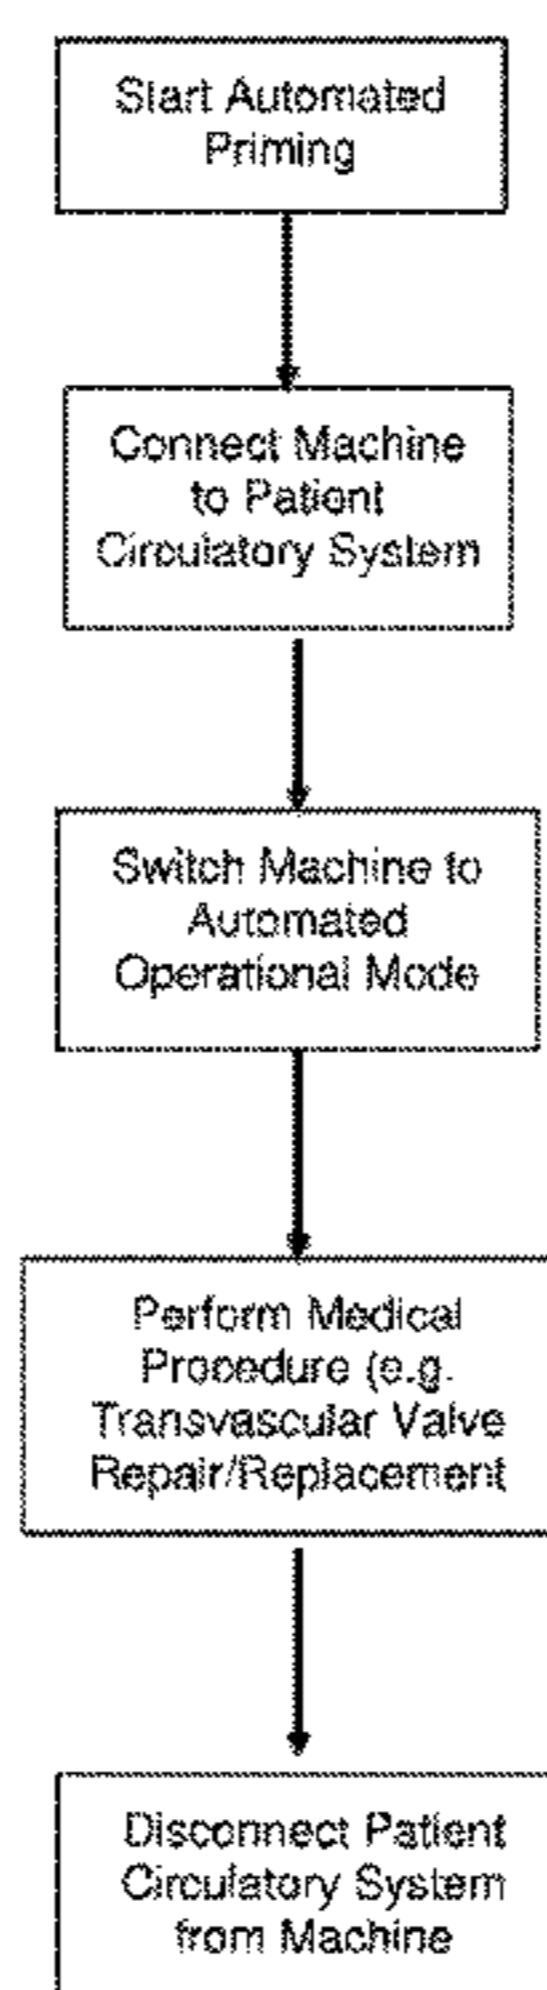 Start Automated
Priming
Connect Machine
to Patient
Circulatory System
Switch Machine to
Automated
Operational Mode
Perform Medical
Procedure (e.g.
Transvascular Valve
Repair/Replacement
Disconnect Patient
Circulatory System
from Machine